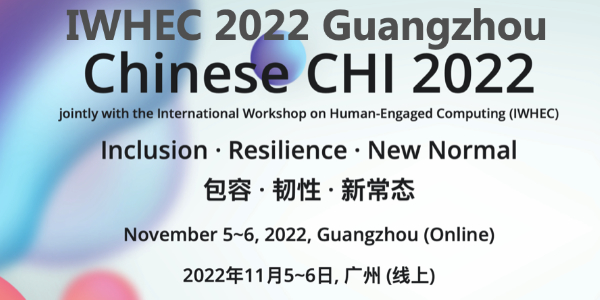 IWHEC 2022 Guangzhou
Chinese CHI 2022
jointly with the International Workshop on Human-Engaged Computing (IWHEC)
Inclusion · Resilience · New Normal
包容 · 韧性 · 新常态
November 5~6, 2022, Guangzhou (Online)
2022年11月5~6日, 广州 (线上)